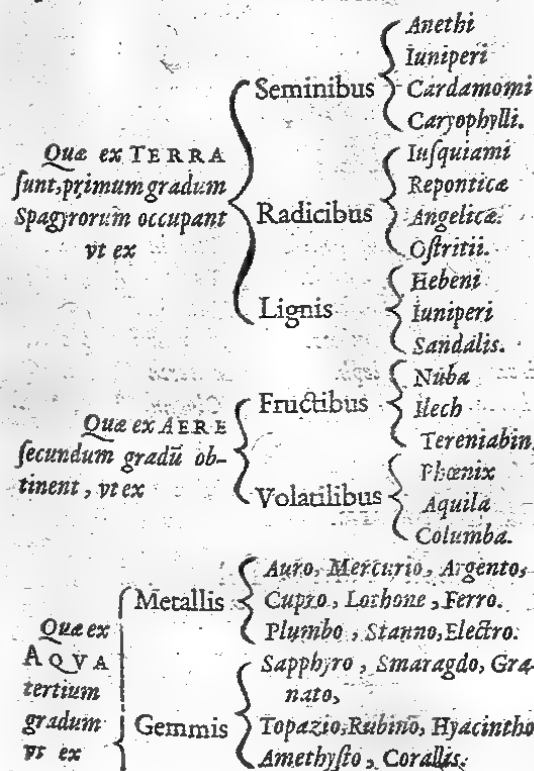 Quæ ex TERRA
ſunt, primum gradum
Spagyrorum occupant
vt ex
Seminibus
Anethi
Iuniperi
Cardamomi
Caryophylli.
Radicibus
Iuſquiami
Reponticæ
Angelicæ.
Oſtritii.
Lignis
Hebeni
Iuniperi
Sandalis.
Quæ ex AERE
ſecundum gradū ob-
tinent, vt ex
Fructibus
Nuba
Ilech
Tereniabin,
Volatilibus
Phœnix
Aquila
Columba.
Quæ ex
AQVA
tertium
gradum
vt ex
Metallis
Auro, Mercurio, Argento,
Cupro, Lothone, Ferro.
Plumbo, Stanno, Electro.
Gemmis
Sapphyro, Smaragdo, Gra-
nato,
Topazio, Rubino, Hyacintho
Amethyſto, Corallis.